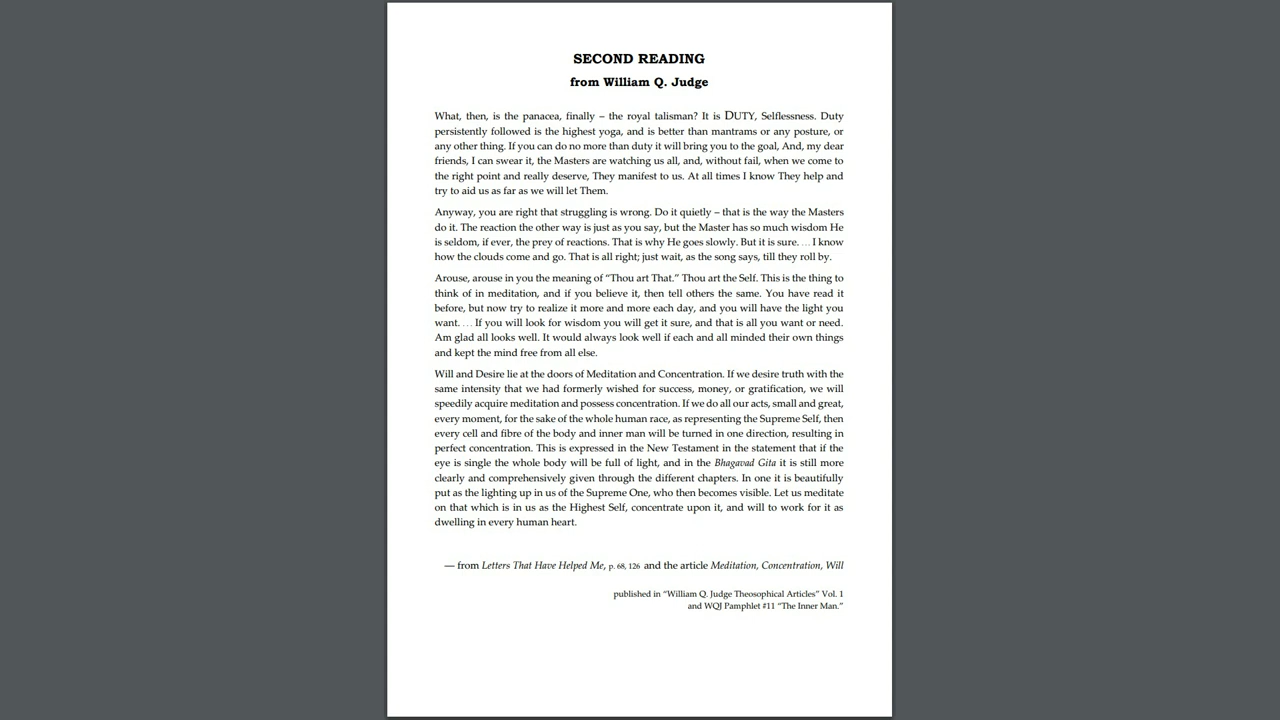 SECOND READING
from William Q. Judge
What, then, is the panacea, finally – the royal talisman? It is DUTY, Selflessness. Duty
persistently followed is the highest yoga, and is better than mantrams or any posture, or
any other thing. If you can do no more than duty it will bring you to the goal, And, my dear
friends, I can swear it, the Masters are watching us all, and, without fail, when we come to
the right point and really deserve, They manifest to us. At all times I know They help and
try to aid us as far as we will let Them.
Anyway, you are right that struggling is wrong. Do it quietly – that is the way the Masters
do it. The reaction the other way is just as you say, but the Master has so much wisdom He
is seldom, if ever, the prey of reactions. That is why He goes slowly. But it is sure. ... I know
how the clouds come and go. That is all right; just wait, as the song says, till they roll by.
Arouse, arouse in you the meaning of “Thou art That.” Thou art the Self. This is the thing to
think of in meditation, and if you believe it, then tell others the same. You have read it
before, but now try to realize it more and more each day, and you will have the light you
want. ... If you will look for wisdom you will get it sure, and that is all you want or need.
Am glad all looks well. It would always look well if each and all minded their own things
and kept the mind free from all else.
Will and Desire lie at the doors of Meditation and Concentration. If we desire truth with the
same intensity that we had formerly wished for success, money, or gratification, we will
speedily acquire meditation and possess concentration. If we do all our acts, small and great,
every moment, for the sake of the whole human race, as representing the Supreme Self, then
every cell and fibre of the body and inner man will be turned in one direction, resulting in
perfect concentration. This is expressed in the New Testament in the statement that if the
eye is single the whole body will be full of light, and in the Bhagavad Gita it is still more
clearly and comprehensively given through the different chapters. In one it is beautifully
put as the lighting up in us of the Supreme One, who then becomes visible. Let us meditate
on that which is in us as the Highest Self, concentrate upon it, and will to work for it as
dwelling in every human heart.
— from Letters That Have Helped Me, p. 68, 126 and the article Meditation, Concentration, Will
published in “William Q. Judge Theosophical Articles” Vol. 1
and WQJ Pamphlet #11 “The Inner Man.”